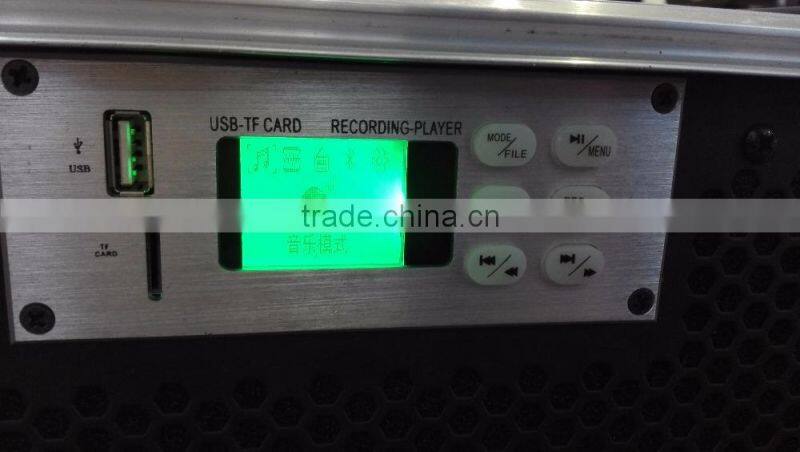 USB-TF CARD RECORDING-PLAYER
MODE/FILE
/MENU
USB
trade.china.cn
TF
CARD
音乐模式